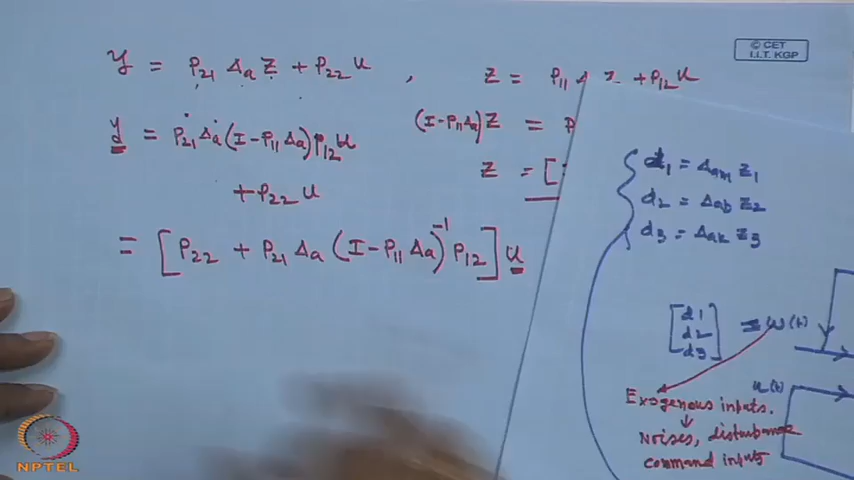 y = P21 Δa Z + P22 u , Z = P11 Z + P12 u
© CET
I.I.T. KGP
y = P21 Δa (I-P11 Δa) P12 u (I-P11 Δa) Z = P
+ P22 u Z = [
= [P22 + P21 Δa (I-P11 Δa)^-1 P12] u
d1 = Δam Z1
d2 = Δab Z2
d3 = Δak Z3
[d1 d2 d3] = ω(t)
u(t)
Exogenous inputs.
Noises, disturbance
command inputs
NPTEL